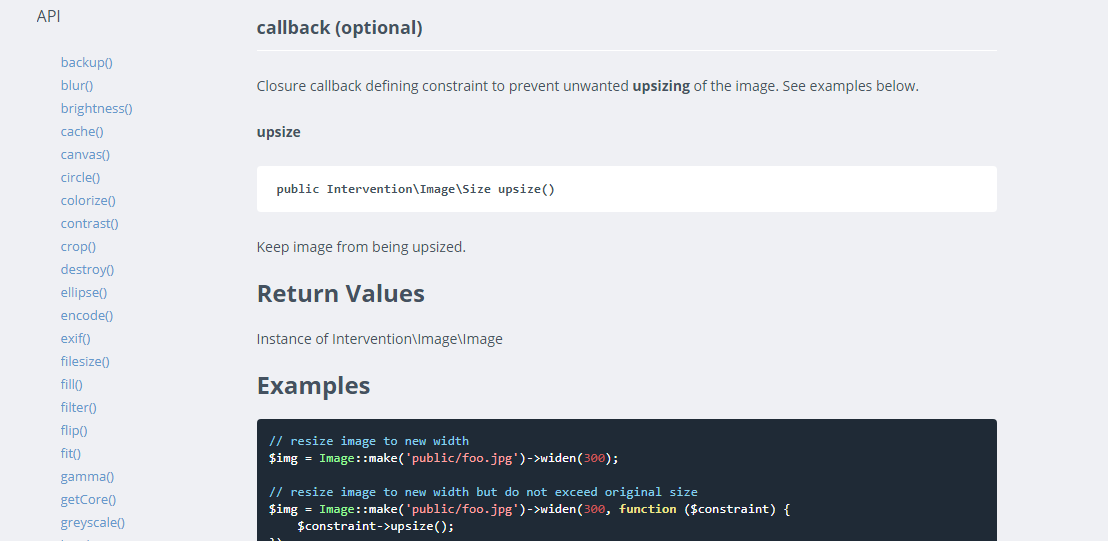 API
backup()
blur()
brightness()
cache()
canvas()
circle()
colorize()
contrast()
crop()
destroy()
ellipse()
encode()
exif()
filesize()
fill()
filter()
flip()
fit()
gamma()
getCore()
greyscale()
callback (optional)
Closure callback defining constraint to prevent unwanted upsizing of the image. See examples below.
upsize
public Intervention\Image\Size upsize()
Keep image from being upsized.
Return Values
Instance of Intervention\Image\Image
Examples
// resize image to new width
$img = Image::make('public/foo.jpg')->widen(300);
// resize image to new width but do not exceed original size
$img = Image::make('public/foo.jpg')->widen(300, function ($constraint) {
    $constraint->upsize();